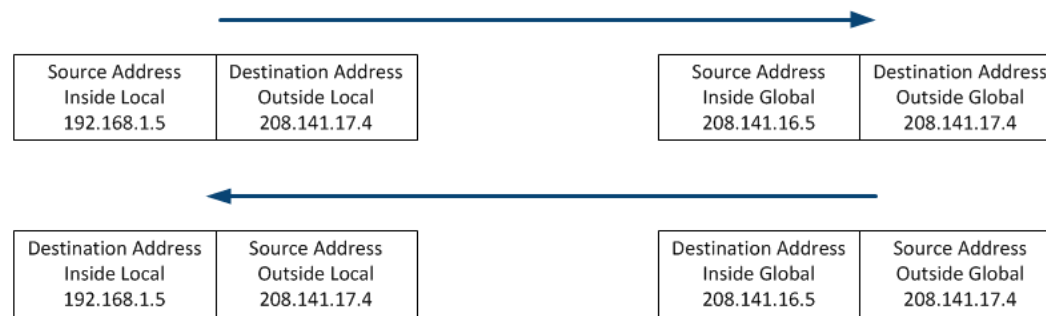 Source Address
Inside Local
192.168.1.5
Destination Address
Outside Local
208.141.17.4
Source Address
Inside Global
208.141.16.5
Destination Address
Outside Global
208.141.17.4
Destination Address
Inside Local
192.168.1.5
Source Address
Outside Local
208.141.17.4
Destination Address
Inside Global
208.141.16.5
Source Address
Outside Global
208.141.17.4